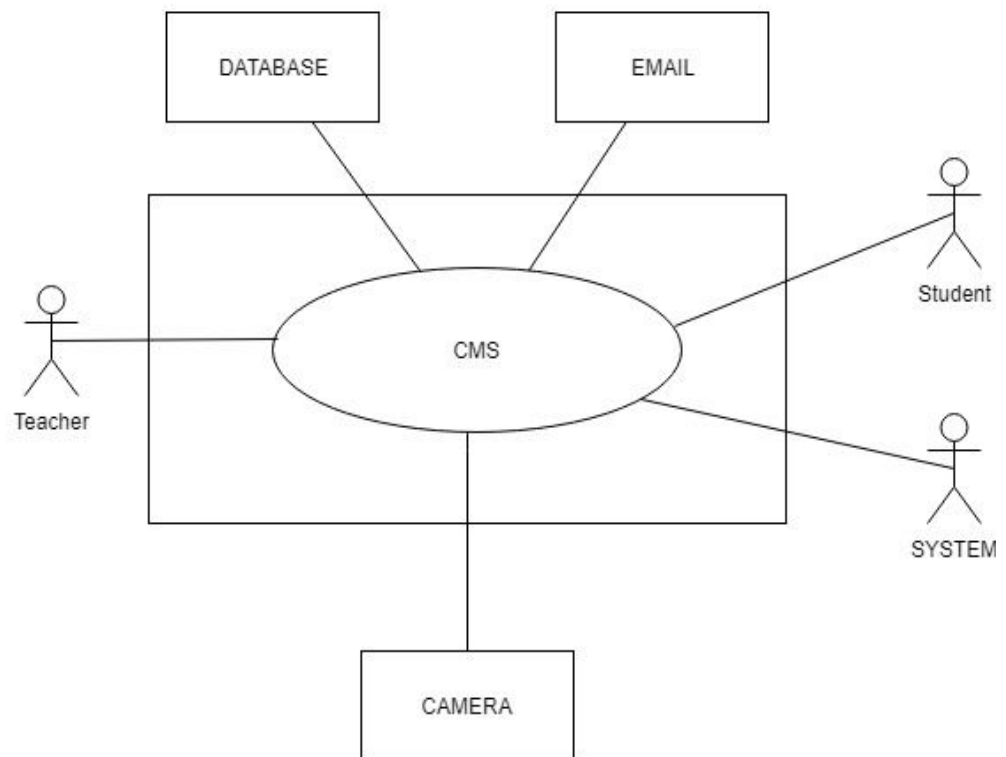 DATABASE
EMAIL
Student
CMS
Teacher
SYSTEM
CAMERA